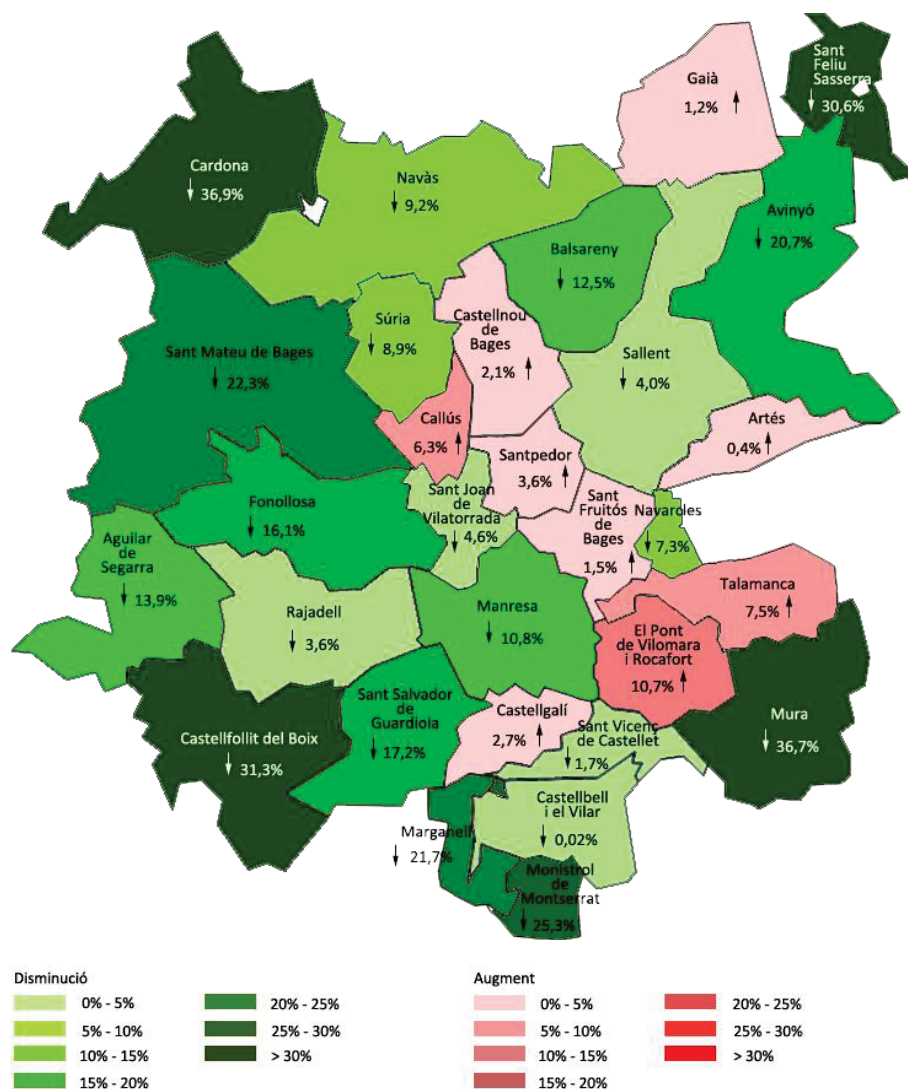 Sant
Feliu
Sasserra
↓ 30,6%
Gaià
1,2% ↑
Cardona
↓ 36,9%
Navàs
↓ 9,2%
Avinyó
↓ 20,7%
Balsareny
↓ 12,5%
Castellnou
de
Bages
2,1% ↑
Súria
↓ 8,9%
Sant Mateu de Bages
↓ 22,3%
Sallent
↓ 4,0%
Callús
6,3% ↑
Artés
0,4% ↑
Santpedor
3,6% ↑
Sant Joan
de
Vilatorrada
↓ 4,6%
Sant
Fruitós
de
Bages
1,5% ↑
Navarcles
↓ 7,3%
Fonollosa
↓ 16,1%
Aguilar
de
Segarra
↓ 13,9%
Talamanca
7,5% ↑
Rajadell
↓ 3,6%
Manresa
↓ 10,8%
El Pont
de
Vilomara
i Rocafort
10,7% ↑
Sant Salvador
de
Guardiola
↓ 17,2%
Castellgalí
2,7% ↑
Mura
↓ 36,7%
Castellfollit del Boix
↓ 31,3%
Sant Vicenç
de Castellet
↓ 1,7%
Castellbell
i el Vilar
↓ 0,02%
Marganell
↓ 21,7%
Monistrol
de
Montserrat
↓ 25,3%
Disminució
0% - 5%
5% - 10%
10% - 15%
15% - 20%
20% - 25%
25% - 30%
> 30%
Augment
0% - 5%
5% - 10%
10% - 15%
15% - 20%
20% - 25%
25% - 30%
> 30%